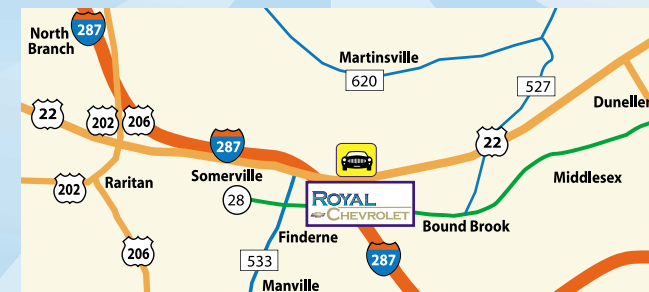 North
Branch
287
Martinsville
620
527
Dunellen
22
202
206
22
287
Somerville
Middlesex
202
Raritan
28
ROYAL
CHEVROLET
Bound Brook
Finderne
206
533
287
Manville